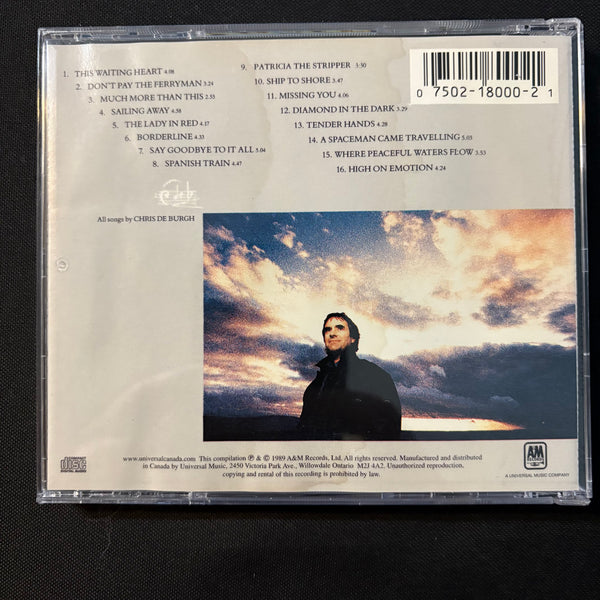 1. THIS WAITING HEART 4.08
2. DON'T PAY THE FERRYMAN 3.24
3. MUCH MORE THAN THIS 2.53
4. SAILING AWAY 4.58
5. THE LADY IN RED 4.17
6. BORDERLINE 4.33
7. SAY GOODBYE TO IT ALL 5.04
8. SPANISH TRAIN 4.47
9. PATRICIA THE STRIPPER 3:30
10. SHIP TO SHORE 3.47
11. MISSING YOU 4.06
12. DIAMOND IN THE DARK 3.29
13. TENDER HANDS 4.28
14. A SPACEMAN CAME TRAVELLING 5.05
15. WHERE PEACEFUL WATERS FLOW 3.53
16. HIGH ON EMOTION 4.24
0 7502-18000-2 1
All songs by CHRIS DE BURGH
COMPACT
disc
DIGITAL AUDIO
www.universalcanada.com This compilation ℗ & © 1989 A&M Records, Ltd. All rights reserved. Manufactured and distributed
in Canada by Universal Music, 2450 Victoria Park Ave., Willowdale Ontario M2J 4A2. Unauthorized reproduction,
copying and rental of this recording is prohibited by law.
A&M
RECORDS
A UNIVERSAL MUSIC COMPANY